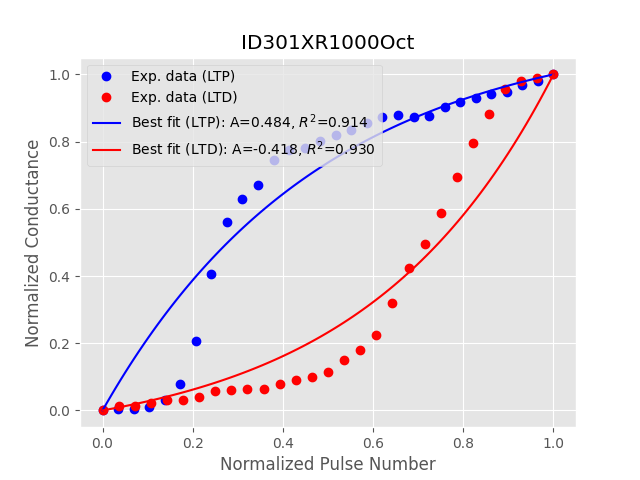 ID301XR1000Oct
Exp. data (LTP)
Exp. data (LTD)
Best fit (LTP): A=0.484, R²=0.914
Best fit (LTD): A=-0.418, R²=0.930
Normalized Conductance
1.0
0.8
0.6
0.4
0.2
0.0
0.0 0.2 0.4 0.6 0.8 1.0
Normalized Pulse Number